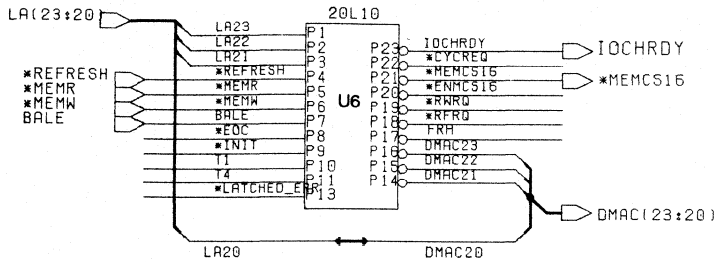 LA(23:20)
LA23
LA22
LA21
*REFRESH
*REFRESH
*MEMR
*MEMR
*MEMW
*MEMW
BALE
BALE
*EOC
*INIT
T1
T4
*LATCHED_ERR
20L10
U6
P1
P2
P3
P4
P5
P6
P7
P8
P9
P10
P11
P13
P23
P22
P21
P20
P19
P18
P17
P16
P15
P14
IOCHRDY
IOCHRDY
*CYCREQ
*MEMCS16
*MEMCS16
*ENMCS16
*RWRQ
*RFRQ
FRH
DMAC23
DMAC22
DMAC21
DMAC(23:20)
LA20
DMAC20